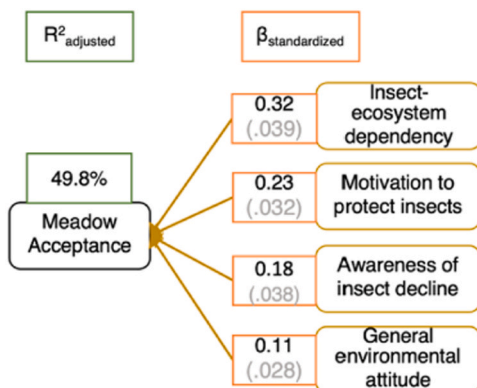 R²adjusted
βstandardized
0.32
(.039)
Insect-
ecosystem
dependency
49.8%
Meadow
Acceptance
0.23
(.032)
Motivation to
protect insects
0.18
(.038)
Awareness of
insect decline
0.11
(.028)
General
environmental
attitude